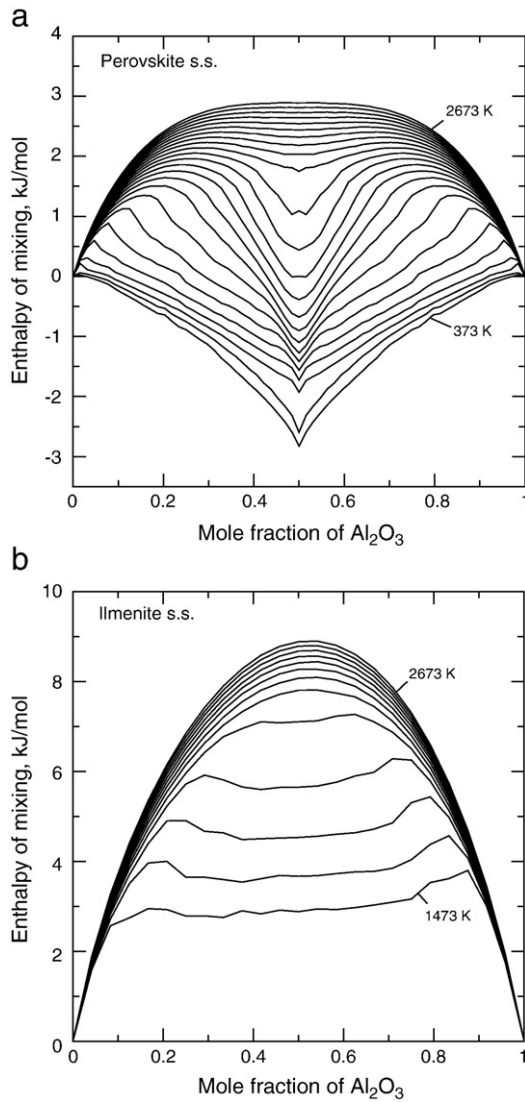 a
4
Perovskite s.s.
2673 K
3
2
1
0
373 K
-1
-2
-3
Enthalpy of mixing, kJ/mol
0 0.2 0.4 0.6 0.8 1
Mole fraction of Al₂O₃
b
10
Ilmenite s.s.
2673 K
8
6
4
1473 K
2
0
Enthalpy of mixing, kJ/mol
0 0.2 0.4 0.6 0.8 1
Mole fraction of Al₂O₃